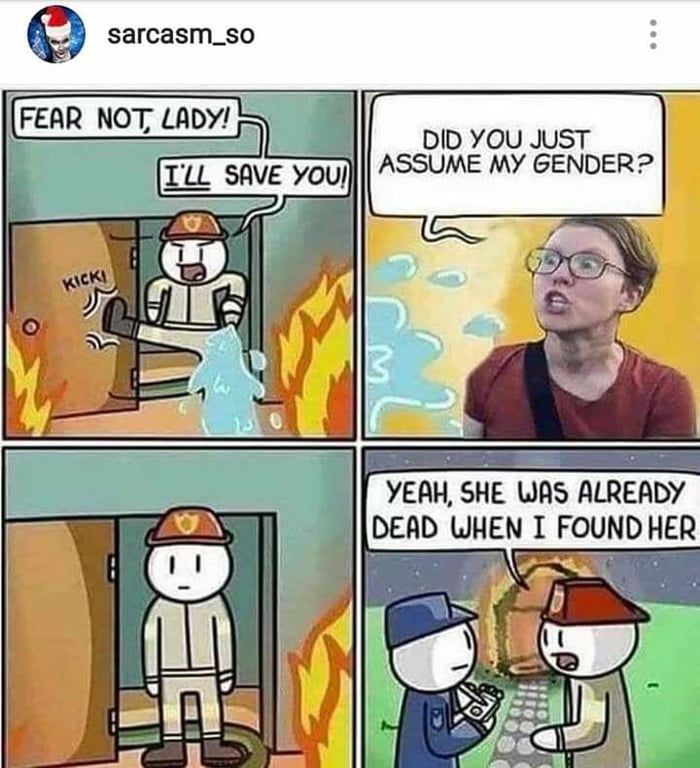 sarcasm_so
FEAR NOT, LADY!
I'LL SAVE YOU!
KICK!
DID YOU JUST
ASSUME MY GENDER?
YEAH, SHE WAS ALREADY
DEAD WHEN I FOUND HER